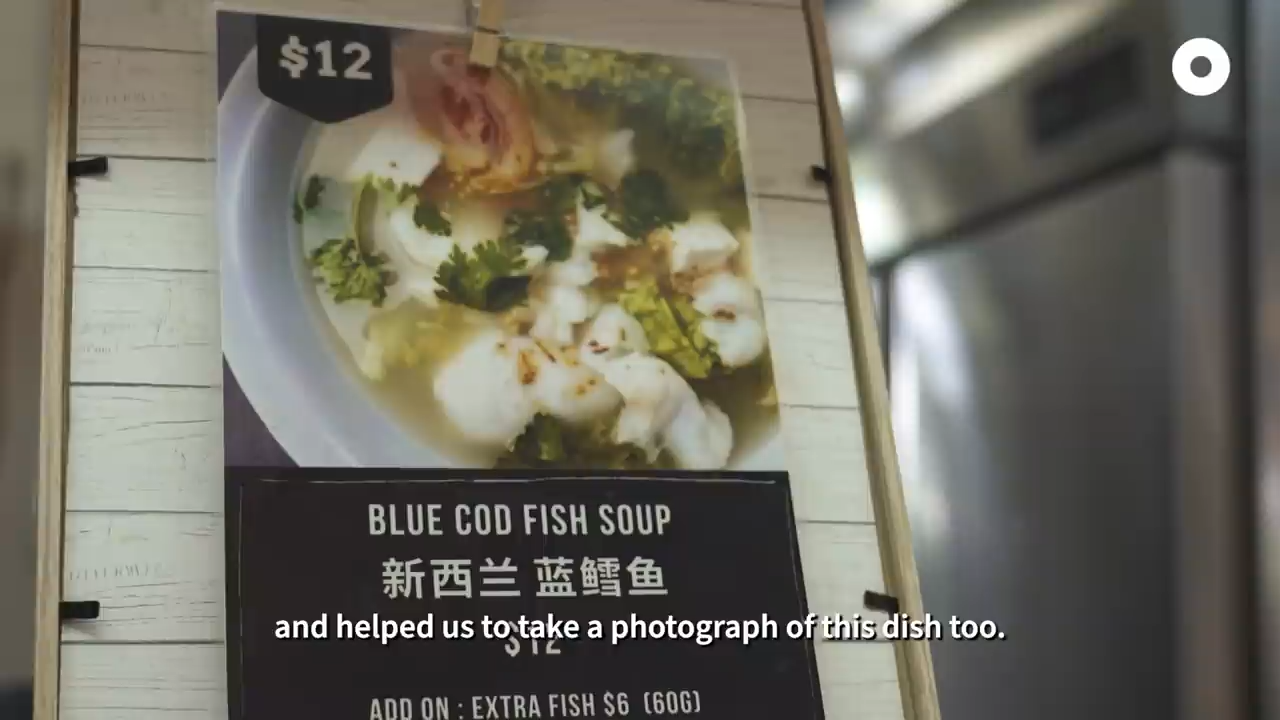 $12
BLUE COD FISH SOUP
新西兰 蓝鳕鱼
and helped us to take a photograph of this dish too.
$12
ADD ON : EXTRA FISH $6 (60G)